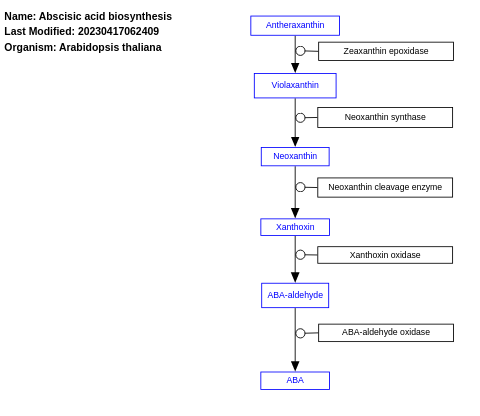 Name: Abscisic acid biosynthesis
Last Modified: 20230417062409
Organism: Arabidopsis thaliana
Antheraxanthin
Zeaxanthin epoxidase
Violaxanthin
Neoxanthin synthase
Neoxanthin
Neoxanthin cleavage enzyme
Xanthoxin
Xanthoxin oxidase
ABA-aldehyde
ABA-aldehyde oxidase
ABA